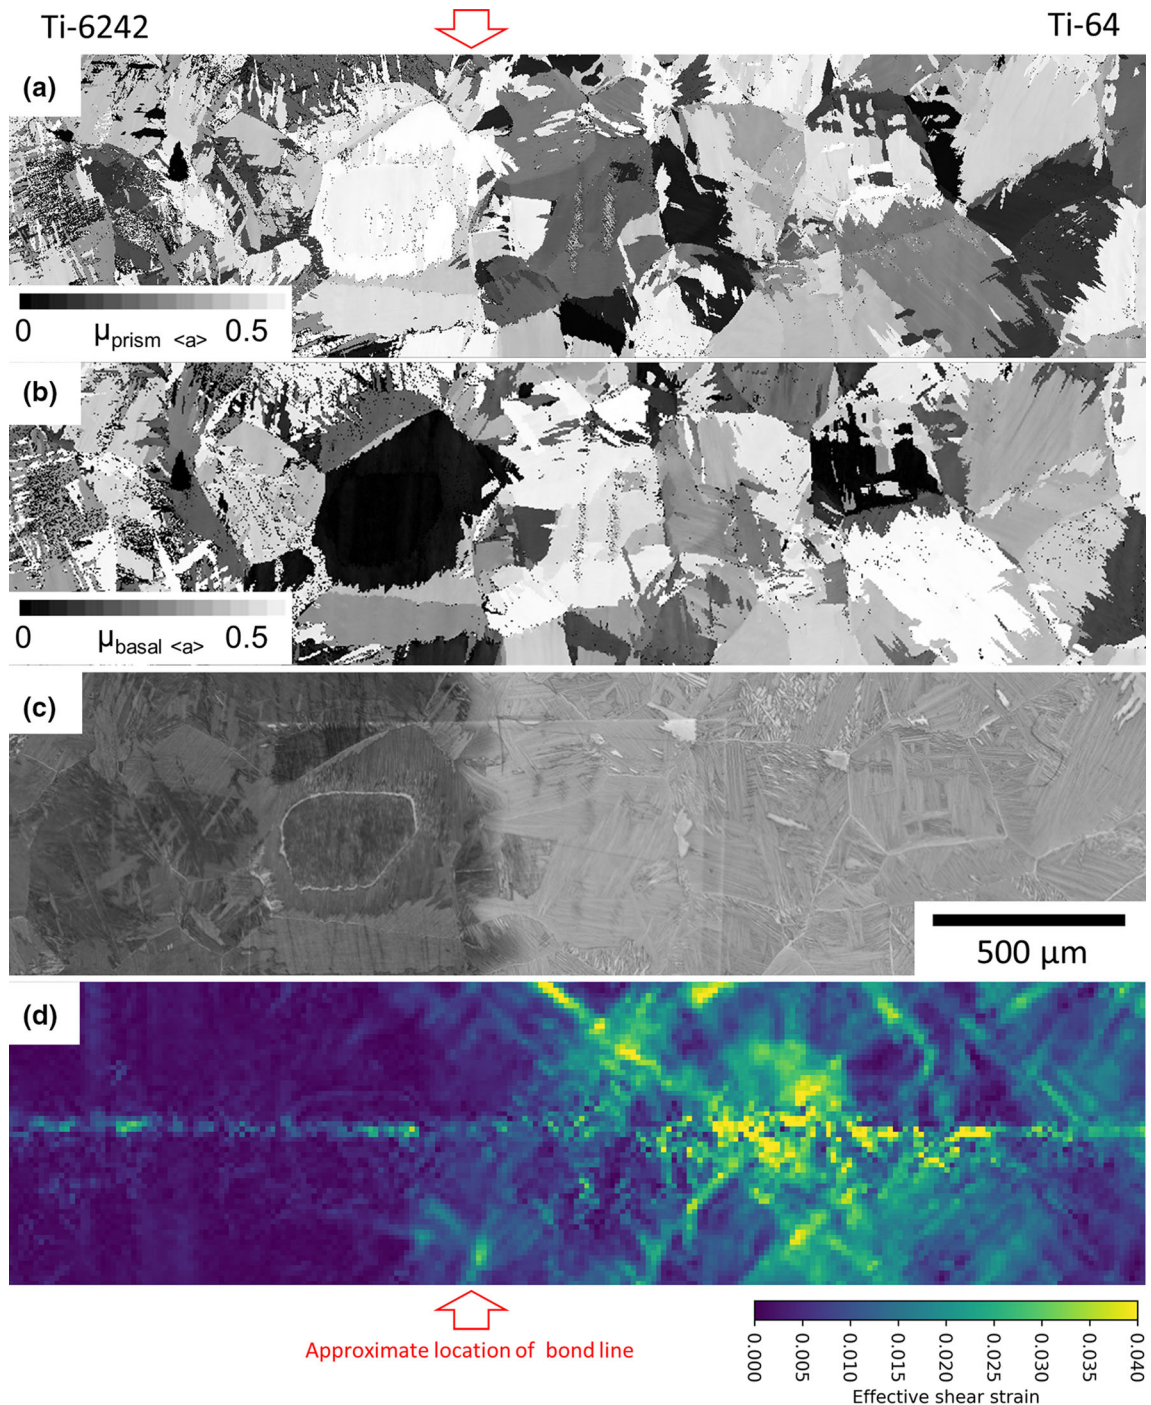 Ti-6242
Ti-64
(a)
0 μprism <a> 0.5
(b)
0 μbasal <a> 0.5
(c)
500 μm
(d)
Approximate location of bond line
0.000 0.005 0.010 0.015 0.020 0.025 0.030 0.035 0.040
Effective shear strain